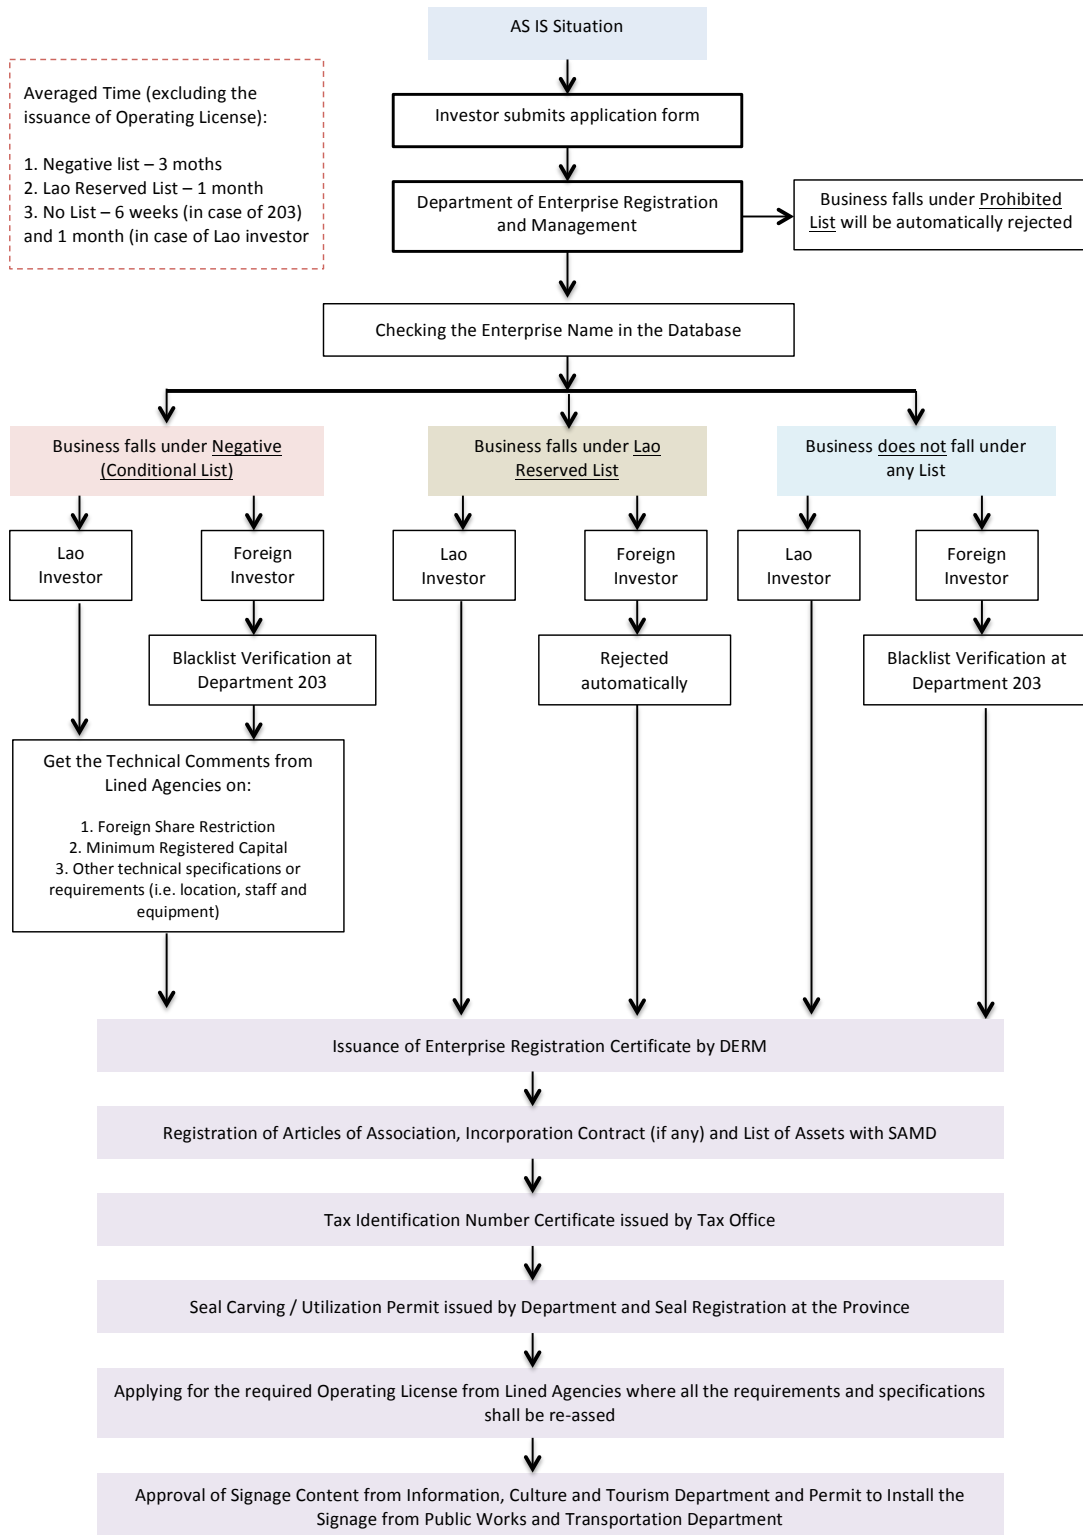 AS IS Situation
Averaged Time (excluding the
issuance of Operating License):
1. Negative list – 3 moths
2. Lao Reserved List – 1 month
3. No List – 6 weeks (in case of 203)
and 1 month (in case of Lao investor
Investor submits application form
Department of Enterprise Registration
and Management
Business falls under Prohibited
List will be automatically rejected
Checking the Enterprise Name in the Database
Business falls under Negative
(Conditional List)
Business falls under Lao
Reserved List
Business does not fall under
any List
Lao
Investor
Foreign
Investor
Lao
Investor
Foreign
Investor
Lao
Investor
Foreign
Investor
Blacklist Verification at
Department 203
Rejected
automatically
Blacklist Verification at
Department 203
Get the Technical Comments from
Lined Agencies on:
1. Foreign Share Restriction
2. Minimum Registered Capital
3. Other technical specifications or
requirements (i.e. location, staff and
equipment)
Issuance of Enterprise Registration Certificate by DERM
Registration of Articles of Association, Incorporation Contract (if any) and List of Assets with SAMD
Tax Identification Number Certificate issued by Tax Office
Seal Carving / Utilization Permit issued by Department and Seal Registration at the Province
Applying for the required Operating License from Lined Agencies where all the requirements and specifications
shall be re-assed
Approval of Signage Content from Information, Culture and Tourism Department and Permit to Install the
Signage from Public Works and Transportation Department